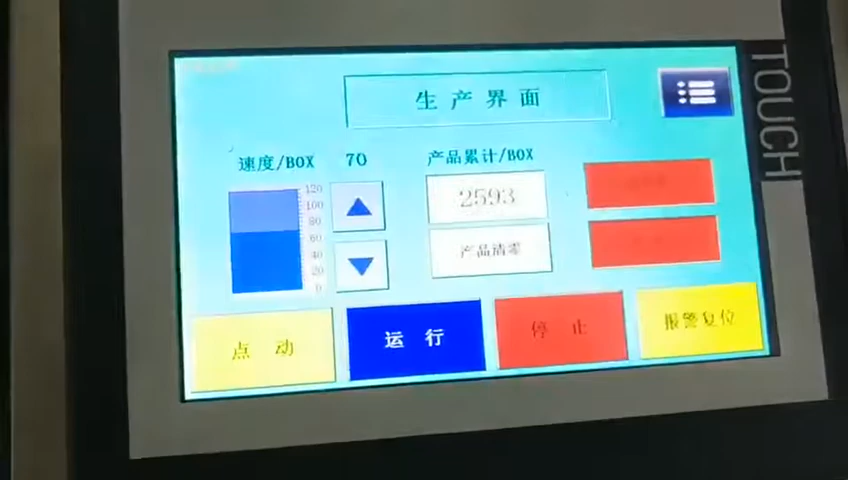 生产界面
速度/BOX 70
产品累计/BOX
120
100
80
60
40
20
0
2593
产品清零
点 动
运 行
停 止
报警复位
TOUCH